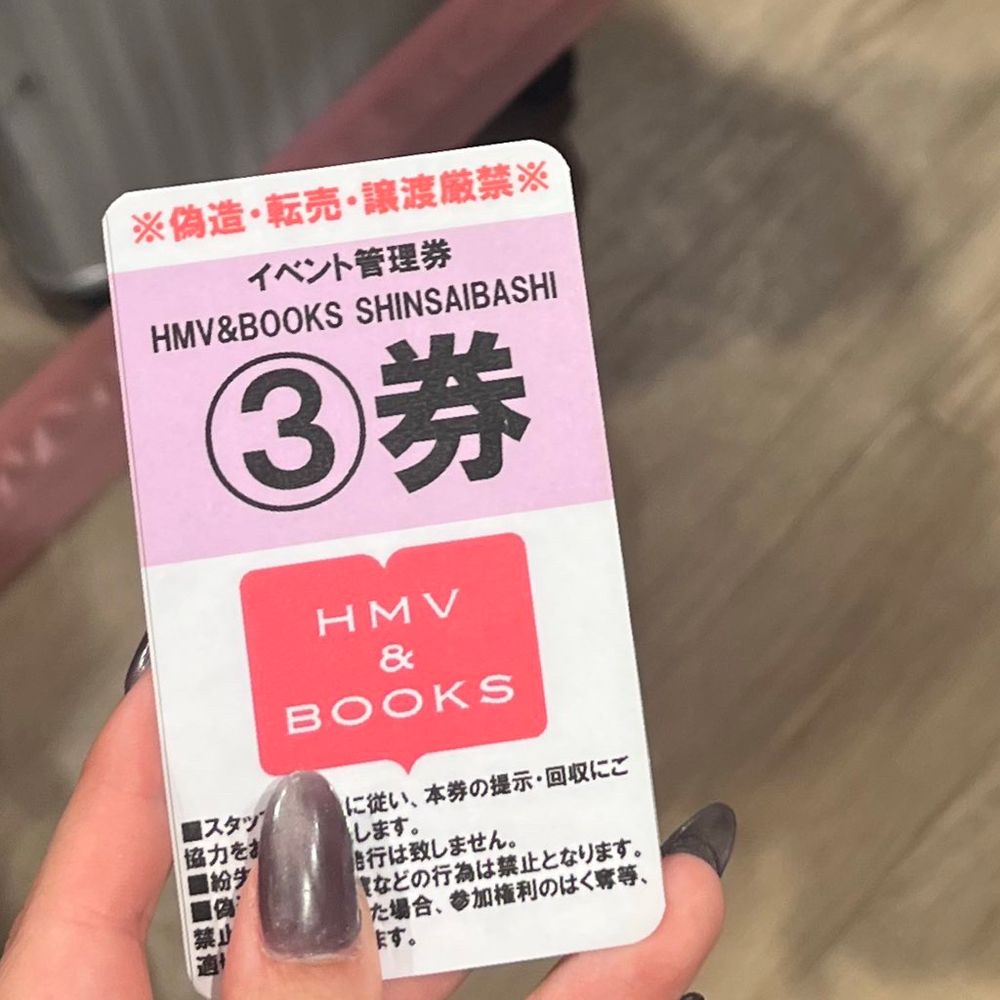 ※偽造・転売・譲渡厳禁※
イベント管理券
HMV&BOOKS SHINSAIBASHI
③券
HMV
&
BOOKS
■スタッ に従い、本券の提示・回収にご
協力を します。
■紛失 発行は致しません。
■偽 などの行為は禁止となります。
禁止 た場合、参加権利のはく奪等、
適 ます。